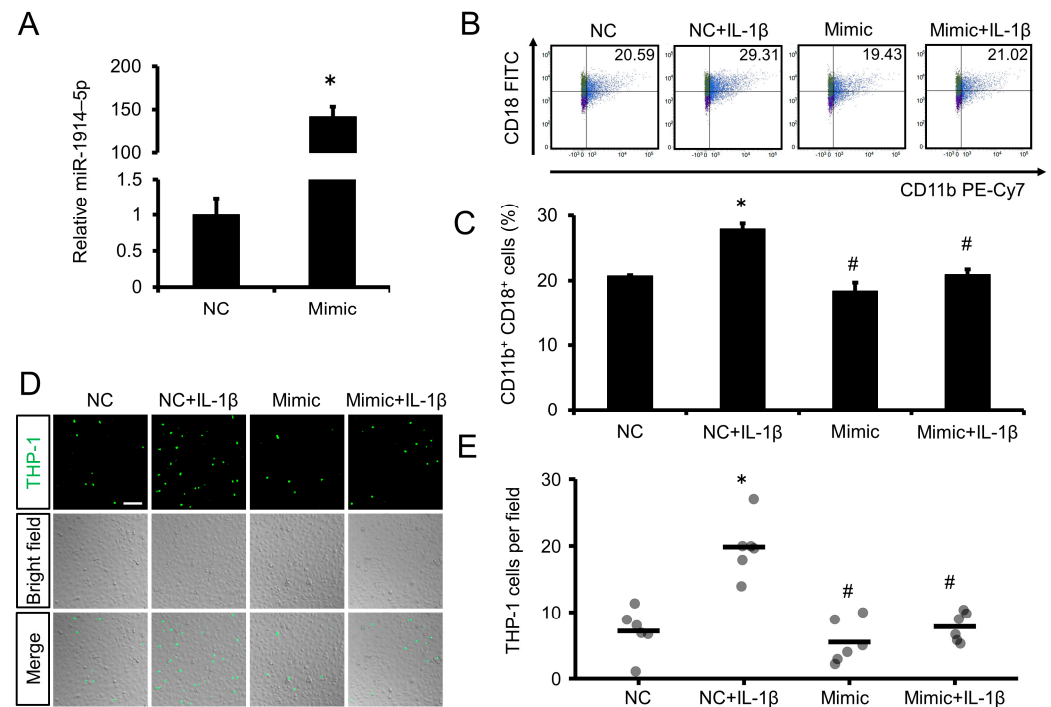 A
Relative miR-1914–5p
200
150
100
1.5
1
0.5
0
*
NC
Mimic
B
NC
NC+IL-1β
Mimic
Mimic+IL-1β
CD18 FITC
20.59
29.31
19.43
21.02
CD11b PE-Cy7
C
CD11b⁺ CD18⁺ cells (%)
30
20
10
0
*
#
#
NC
NC+IL-1β
Mimic
Mimic+IL-1β
D
NC
NC+IL-1β
Mimic
Mimic+IL-1β
THP-1
Bright field
Merge
E
THP-1 cells per field
30
20
10
0
*
#
#
NC
NC+IL-1β
Mimic
Mimic+IL-1β